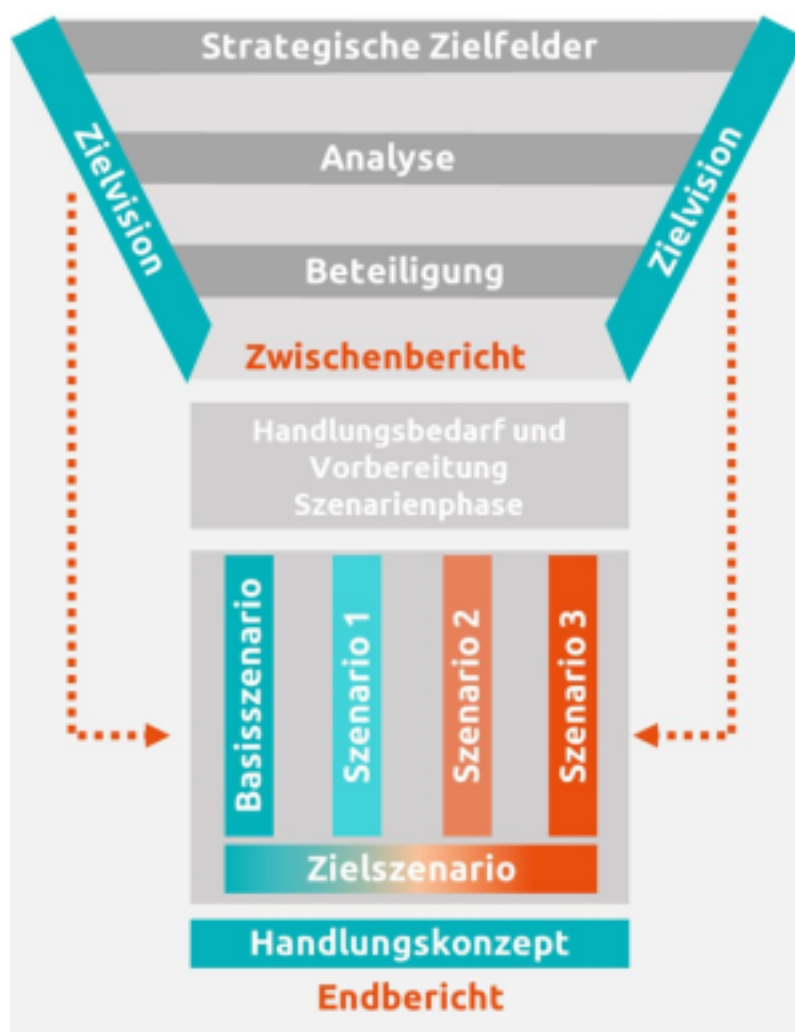 Strategische Zielfelder
Zielvision
Zielvision
Analyse
Beteiligung
Zwischenbericht
Handlungsbedarf und
Vorbereitung
Szenarienphase
Basisszenario
Szenario 1
Szenario 2
Szenario 3
Zielszenario
Handlungskonzept
Endbericht